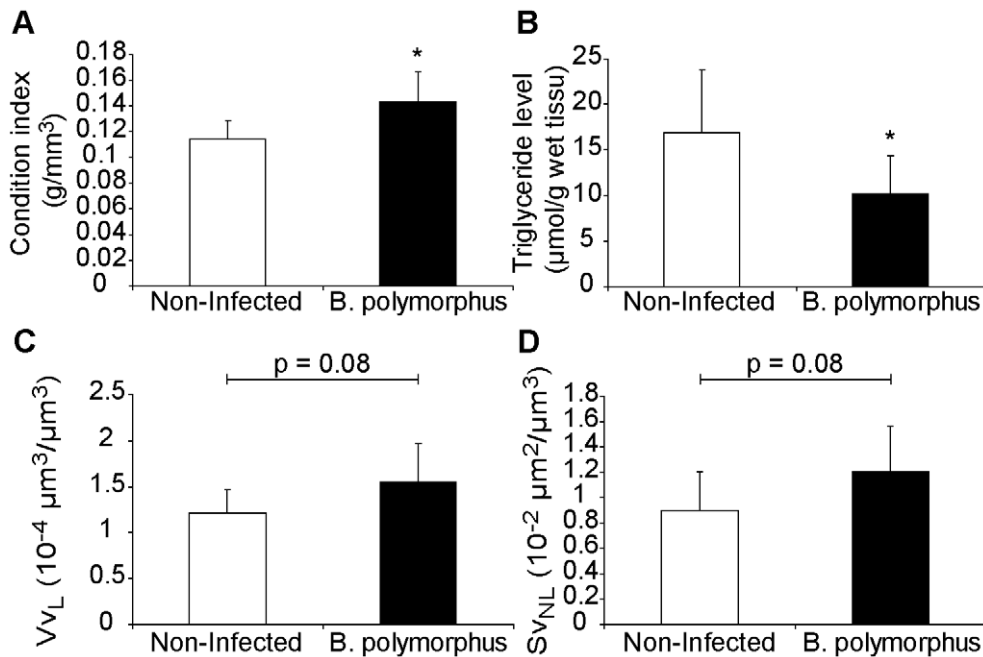 A
Condition index
(g/mm³)
0.18
0.16
0.14
0.12
0.1
0.08
0.06
0.04
0.02
0
*
Non-Infected
B. polymorphus
B
Triglyceride level
(µmol/g wet tissu)
25
20
15
10
5
0
*
Non-Infected
B. polymorphus
C
p = 0.08
Vv_L (10⁻⁴ µm³/µm³)
2.5
2
1.5
1
0.5
0
Non-Infected
B. polymorphus
D
p = 0.08
Sv_NL (10⁻² µm²/µm³)
1.8
1.6
1.4
1.2
1
0.8
0.6
0.4
0.2
0
Non-Infected
B. polymorphus